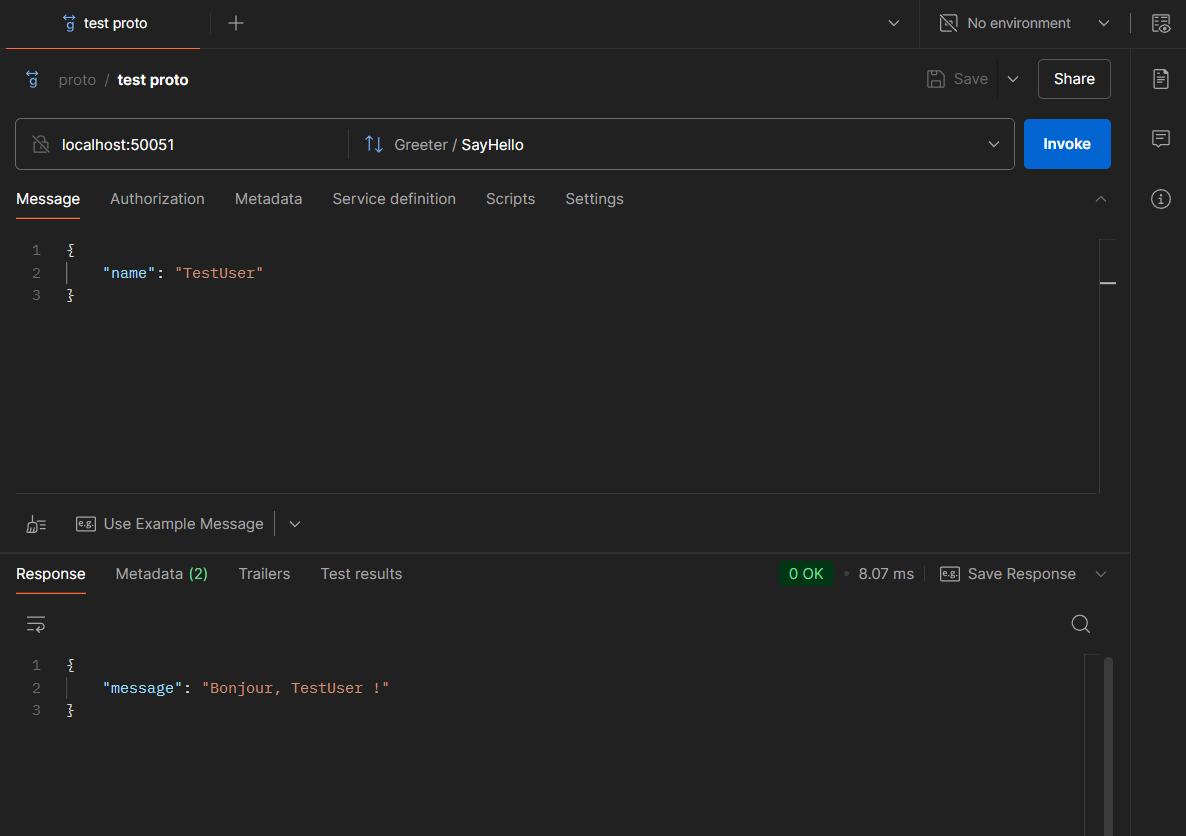 test proto
No environment
proto / test proto
Save
Share
localhost:50051
Greeter / SayHello
Invoke
Message Authorization Metadata Service definition Scripts Settings
1 {
2 "name": "TestUser"
3 }
e.g. Use Example Message
Response Metadata (2) Trailers Test results
0 OK • 8.07 ms
e.g. Save Response
1 {
2 "message": "Bonjour, TestUser !"
3 }